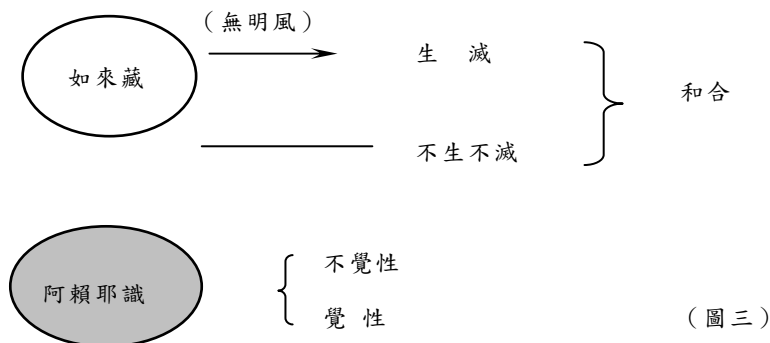 （無明風）
如來藏
生 滅
和合
不生不滅
不覺性
阿賴耶識
覺 性
（圖三）